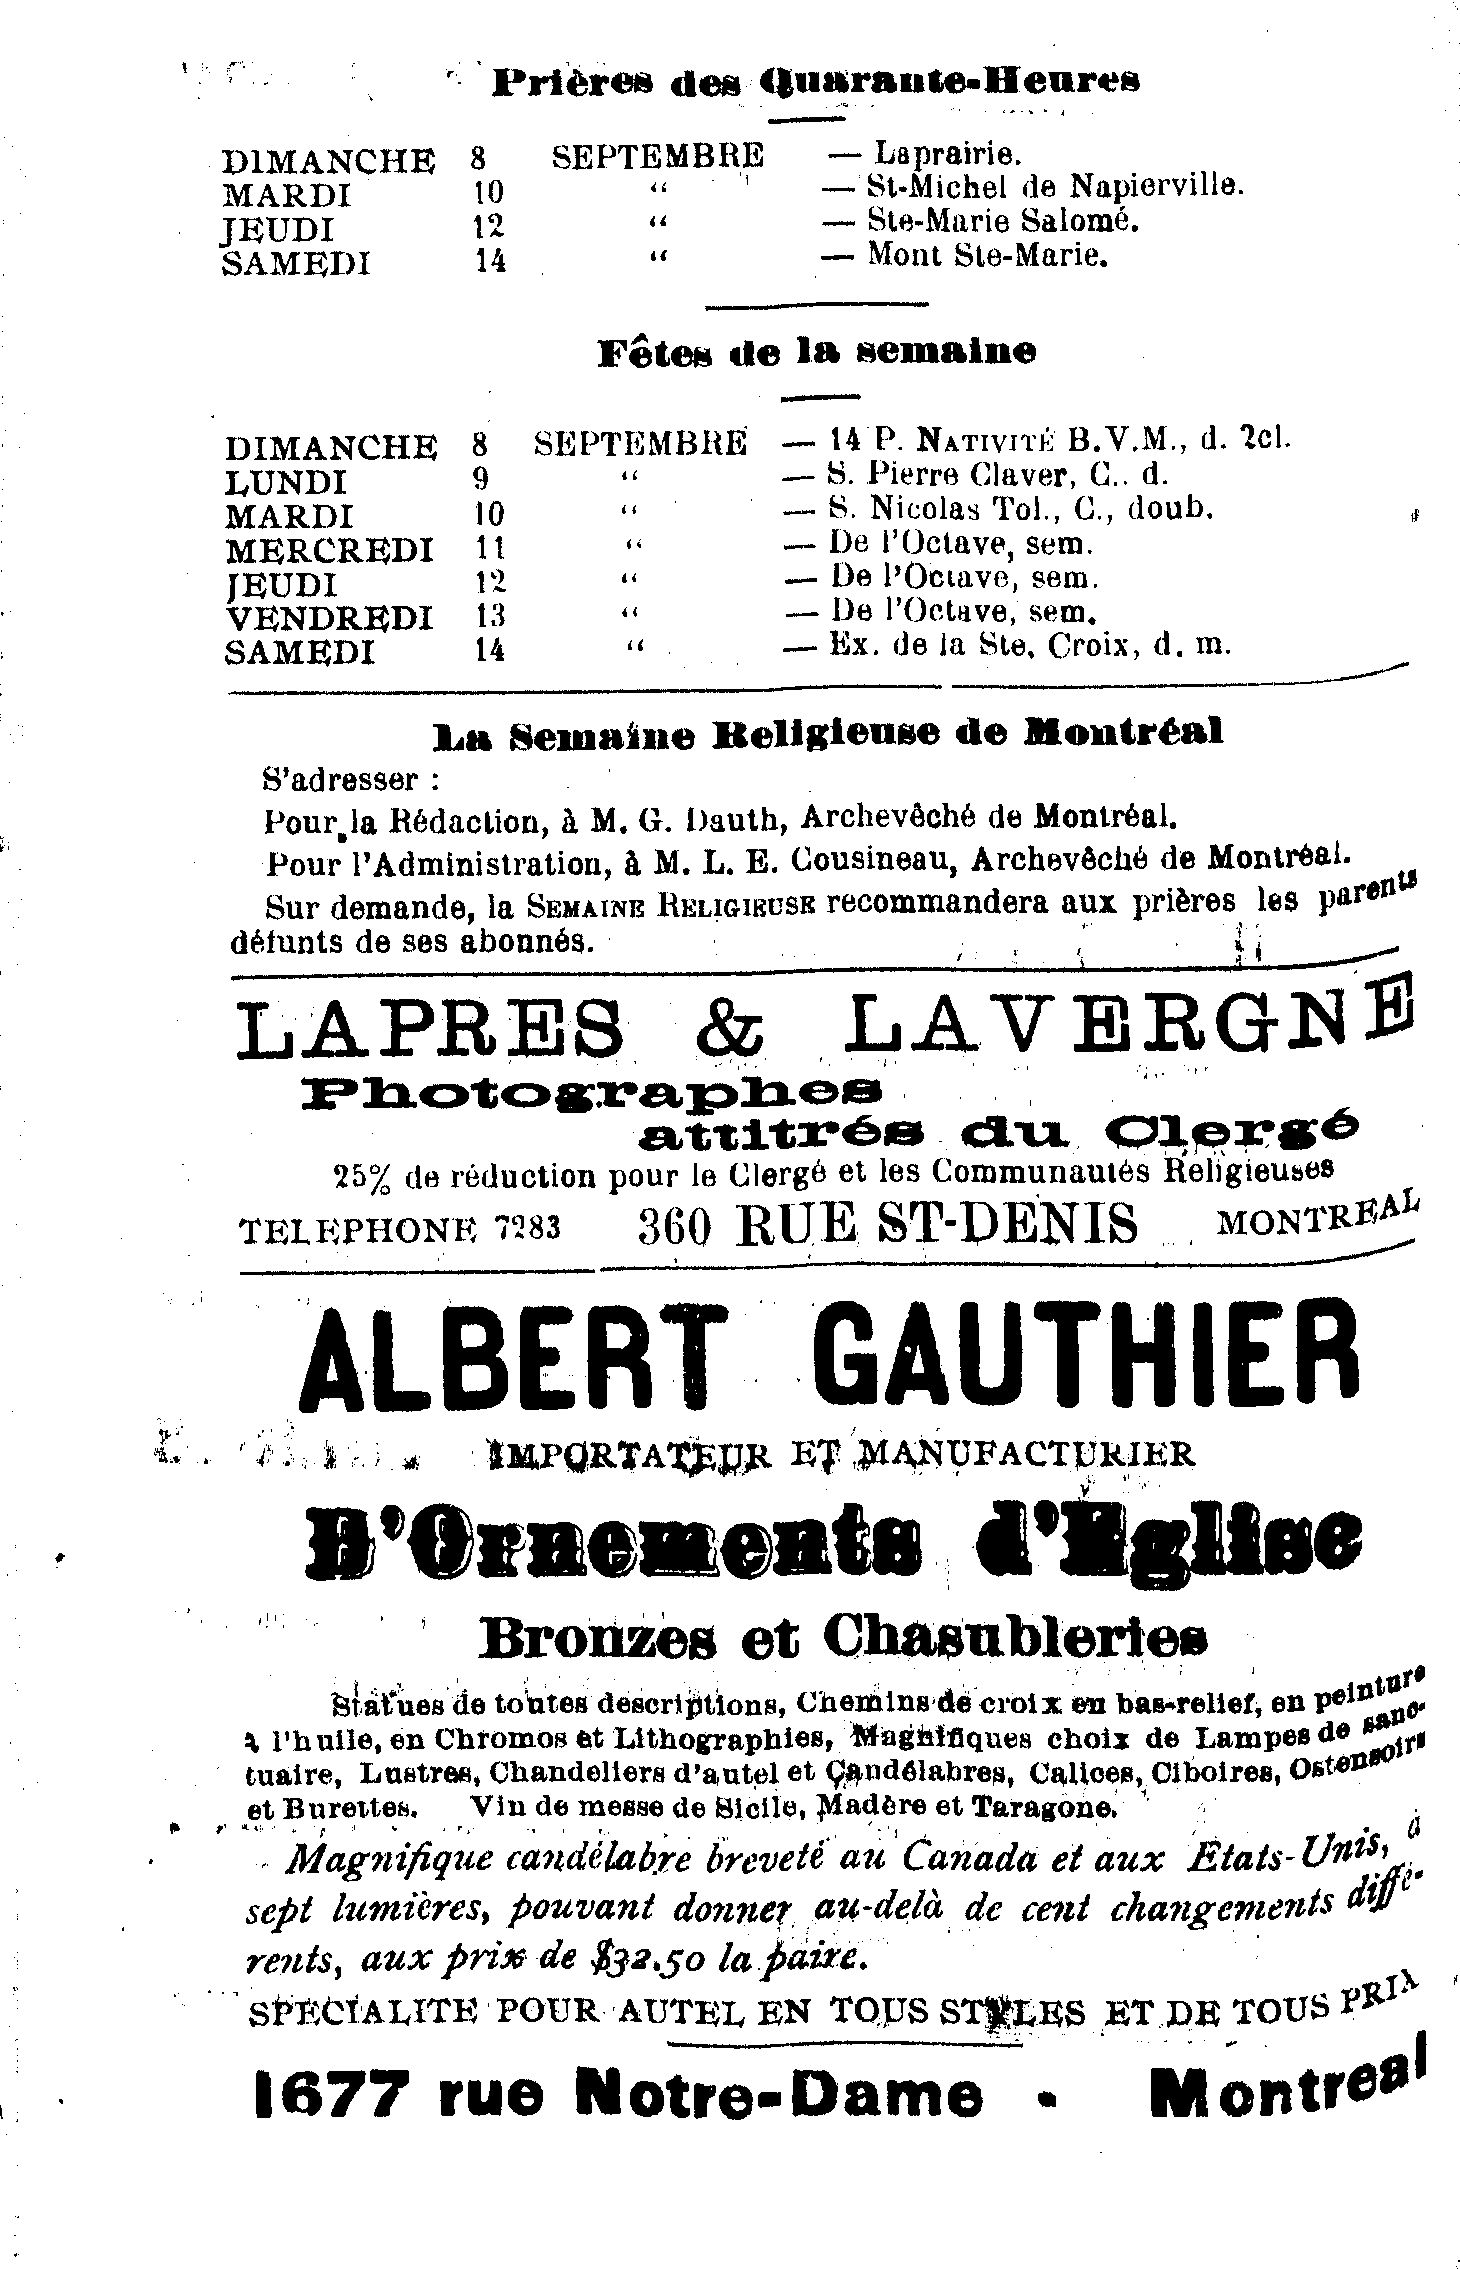 Prières des Quarante-Heures
DIMANCHE 8 SEPTEMBRE — Laprairie.
MARDI 10 “ — St-Michel de Napierville.
JEUDI 12 “ — Ste-Marie Salomé.
SAMEDI 14 “ — Mont Ste-Marie.
Fêtes de la semaine
DIMANCHE 8 SEPTEMBRE — 14 P. NATIVITÉ B.V.M., d. 2cl.
LUNDI 9 “ — S. Pierre Claver, C.. d.
MARDI 10 “ — S. Nicolas Tol., C., doub.
MERCREDI 11 “ — De l'Octave, sem.
JEUDI 12 “ — De l'Octave, sem.
VENDREDI 13 “ — De l'Octave, sem.
SAMEDI 14 “ — Ex. de la Ste. Croix, d. m.
La Semaine Religieuse de Montréal
S'adresser :
Pour la Rédaction, à M. G. Dauth, Archevêché de Montréal.
Pour l'Administration, à M. L. E. Cousineau, Archevêché de Montréal.
Sur demande, la SEMAINE RELIGIEUSE recommandera aux prières les parents
défunts de ses abonnés.
LAPRES & LAVERGNE
Photographes
attitrés du Clergé
25% de réduction pour le Clergé et les Communautés Religieuses
TELEPHONE 7283 360 RUE ST-DENIS MONTREAL
ALBERT GAUTHIER
IMPORTATEUR ET MANUFACTURIER
D'Ornements d'Eglise
Bronzes et Chasubleries
Statues de toutes descriptions, Chemins de croix en bas-relief, en peinture
à l'huile, en Chromos et Lithographies, Magnifiques choix de Lampes de sanc-
tuaire, Lustres, Chandeliers d'autel et Candélabres, Calices, Ciboires, Ostensoirs
et Burettes. Vin de messe de Sicile, Madère et Taragone.
Magnifique candélabre breveté au Canada et aux Etats-Unis, à
sept lumières, pouvant donner au-delà de cent changements diffé-
rents, aux prix de $32.50 la paire.
SPECIALITE POUR AUTEL EN TOUS STYLES ET DE TOUS PRIX
1677 rue Notre-Dame - Montreal